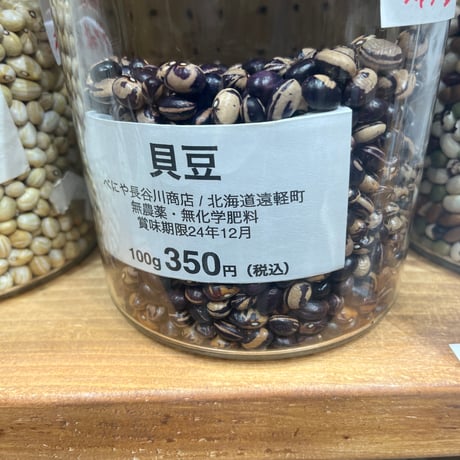 貝豆
べにや長谷川商店 / 北海道遠軽町
無農薬・無化学肥料
賞味期限24年12月
100g 350円（税込）